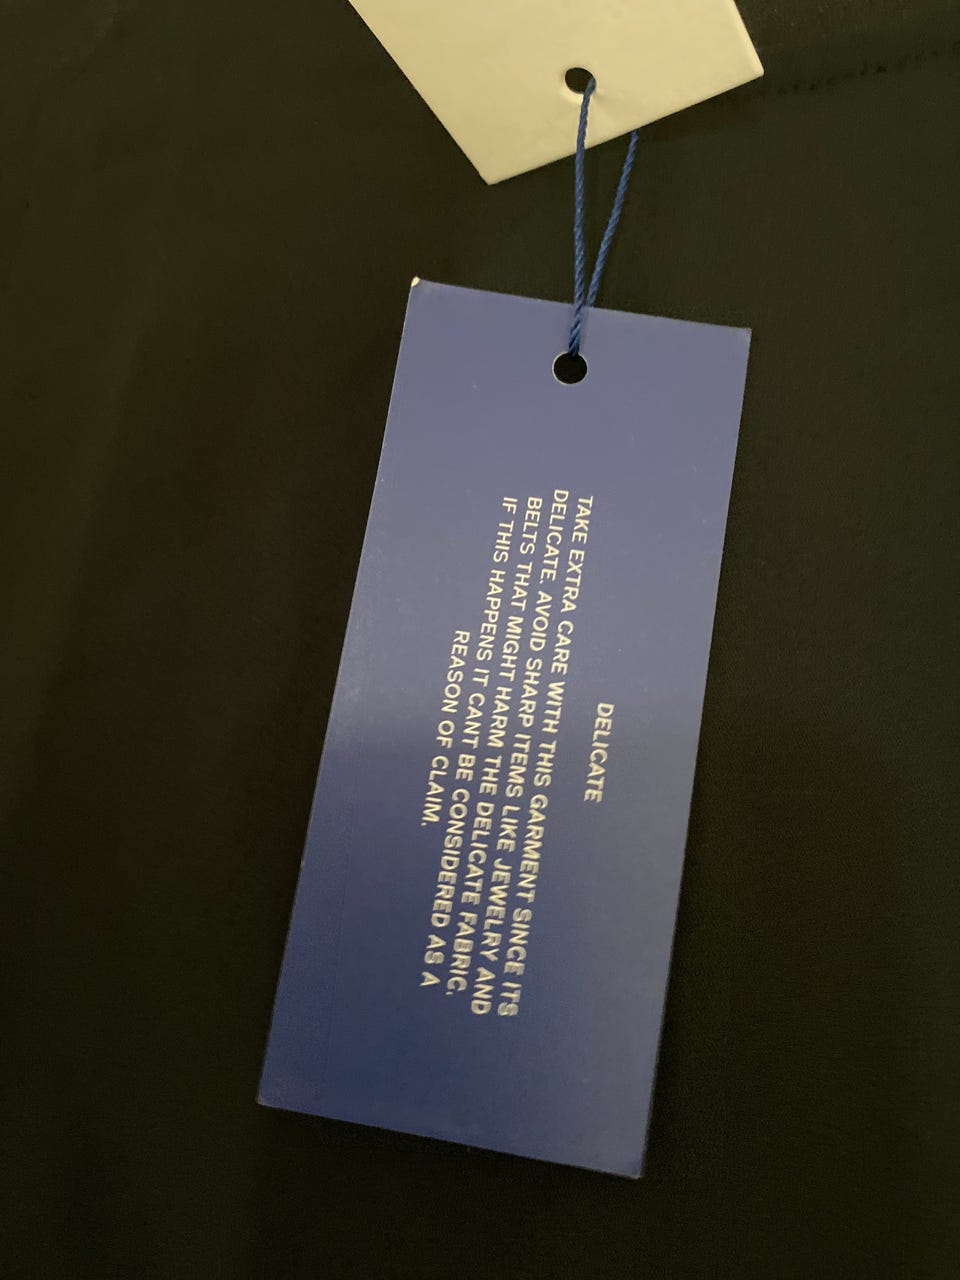 DELICATE
TAKE EXTRA CARE WITH THIS GARMENT SINCE ITS
DELICATE. AVOID SHARP ITEMS LIKE JEWELRY AND
BELTS THAT MIGHT HARM THE DELICATE FABRIC.
IF THIS HAPPENS IT CANT BE CONSIDERED AS A
REASON OF CLAIM.